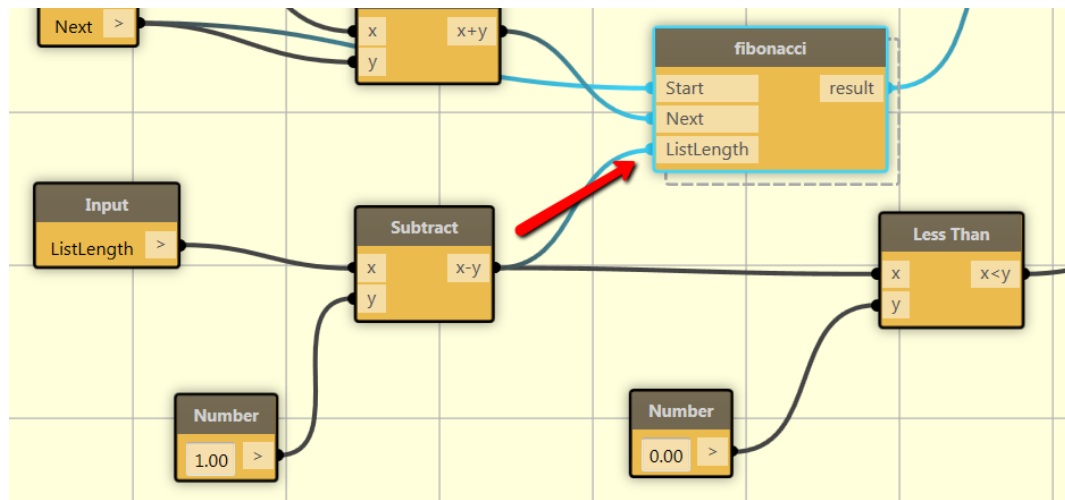 Next >
x x+y
y
fibonacci
Start result
Next
ListLength
Input
ListLength >
Subtract
x x-y
y
Less Than
x x<y
y
Number
1.00 >
Number
0.00 >